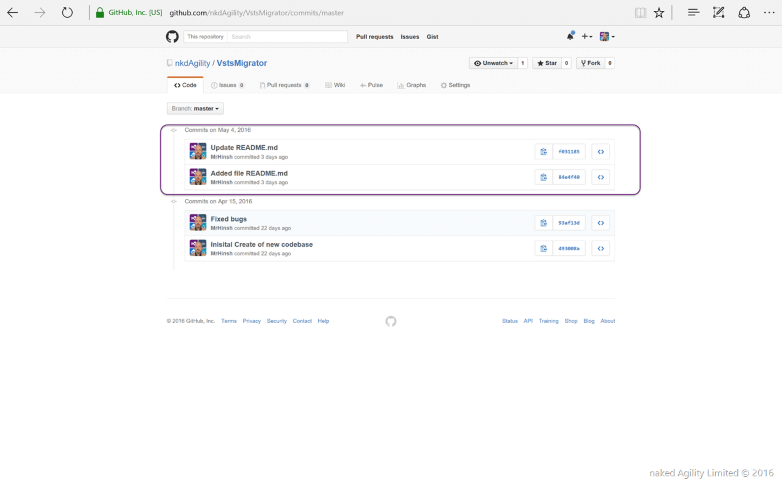 GitHub, Inc. [US] github.com/nkdAgility/VstsMigrator/commits/master
This repository Search Pull requests Issues Gist
nkdAgility / VstsMigrator Unwatch 1 Star 0 Fork 0
Code Issues 0 Pull requests 0 Wiki Pulse Graphs Settings
Branch: master
Commits on May 4, 2016
Update README.md
MrHinsh committed 3 days ago f091185
Added file README.md
MrHinsh committed 3 days ago 84e4f40
Commits on Apr 15, 2016
Fixed bugs
MrHinsh committed 22 days ago 93af13d
Inisital Create of new codebase
MrHinsh committed 22 days ago
© 2016 GitHub, Inc. Terms Privacy Security Contact Help Status API Training Shop Blog About
naked Agility Limited © 2016